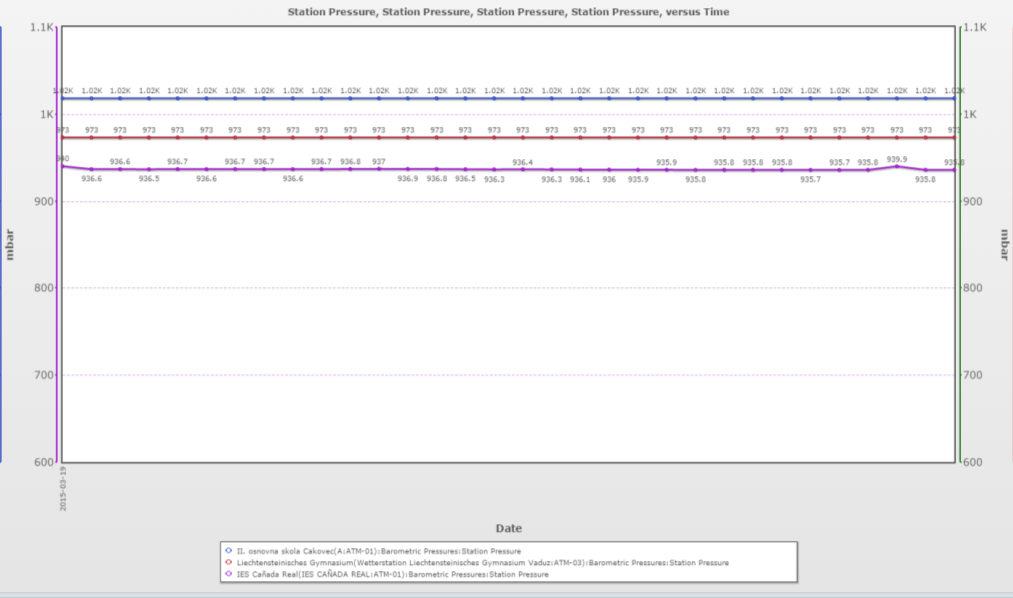 Station Pressure, Station Pressure, Station Pressure, Station Pressure, versus Time
1.1K 1.1K
1.02K 1.02K 1.02K 1.02K 1.02K 1.02K 1.02K 1.02K 1.02K 1.02K 1.02K 1.02K 1.02K 1.02K 1.02K 1.02K 1.02K 1.02K 1.02K 1.02K 1.02K 1.02K 1.02K 1.02K 1.02K 1.02K 1.02K 1.02K 1.02K 1.02K 1.02K 1.02K
1K 1K
973 973 973 973 973 973 973 973 973 973 973 973 973 973 973 973 973 973 973 973 973 973 973 973 973 973 973 973 973 973 973 973
940 936.6 936.7 936.7 936.7 936.7 936.8 937 936.4 935.9 935.8 935.8 935.8 935.7 935.8 939.9 935.8
936.6 936.5 936.6 936.6 936.9 936.8 936.5 936.3 936.3 936.1 936 935.9 935.8 935.7 935.8
900 900
mbar mbar
800 800
700 700
600 600
2015-03-19
Date
II. osnovna skola Cakovec(A:ATM-01):Barometric Pressures:Station Pressure
Liechtensteinisches Gymnasium(Wetterstation Liechtensteinisches Gymnasium Vaduz:ATM-03):Barometric Pressures:Station Pressure
IES Cañada Real(IES CAÑADA REAL:ATM-01):Barometric Pressures:Station Pressure